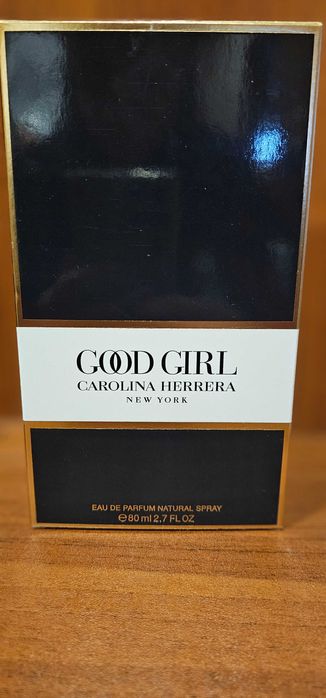 GOOD GIRL
CAROLINA HERRERA
NEW YORK
EAU DE PARFUM NATURAL SPRAY
℮80 ml 2,7 FL OZ